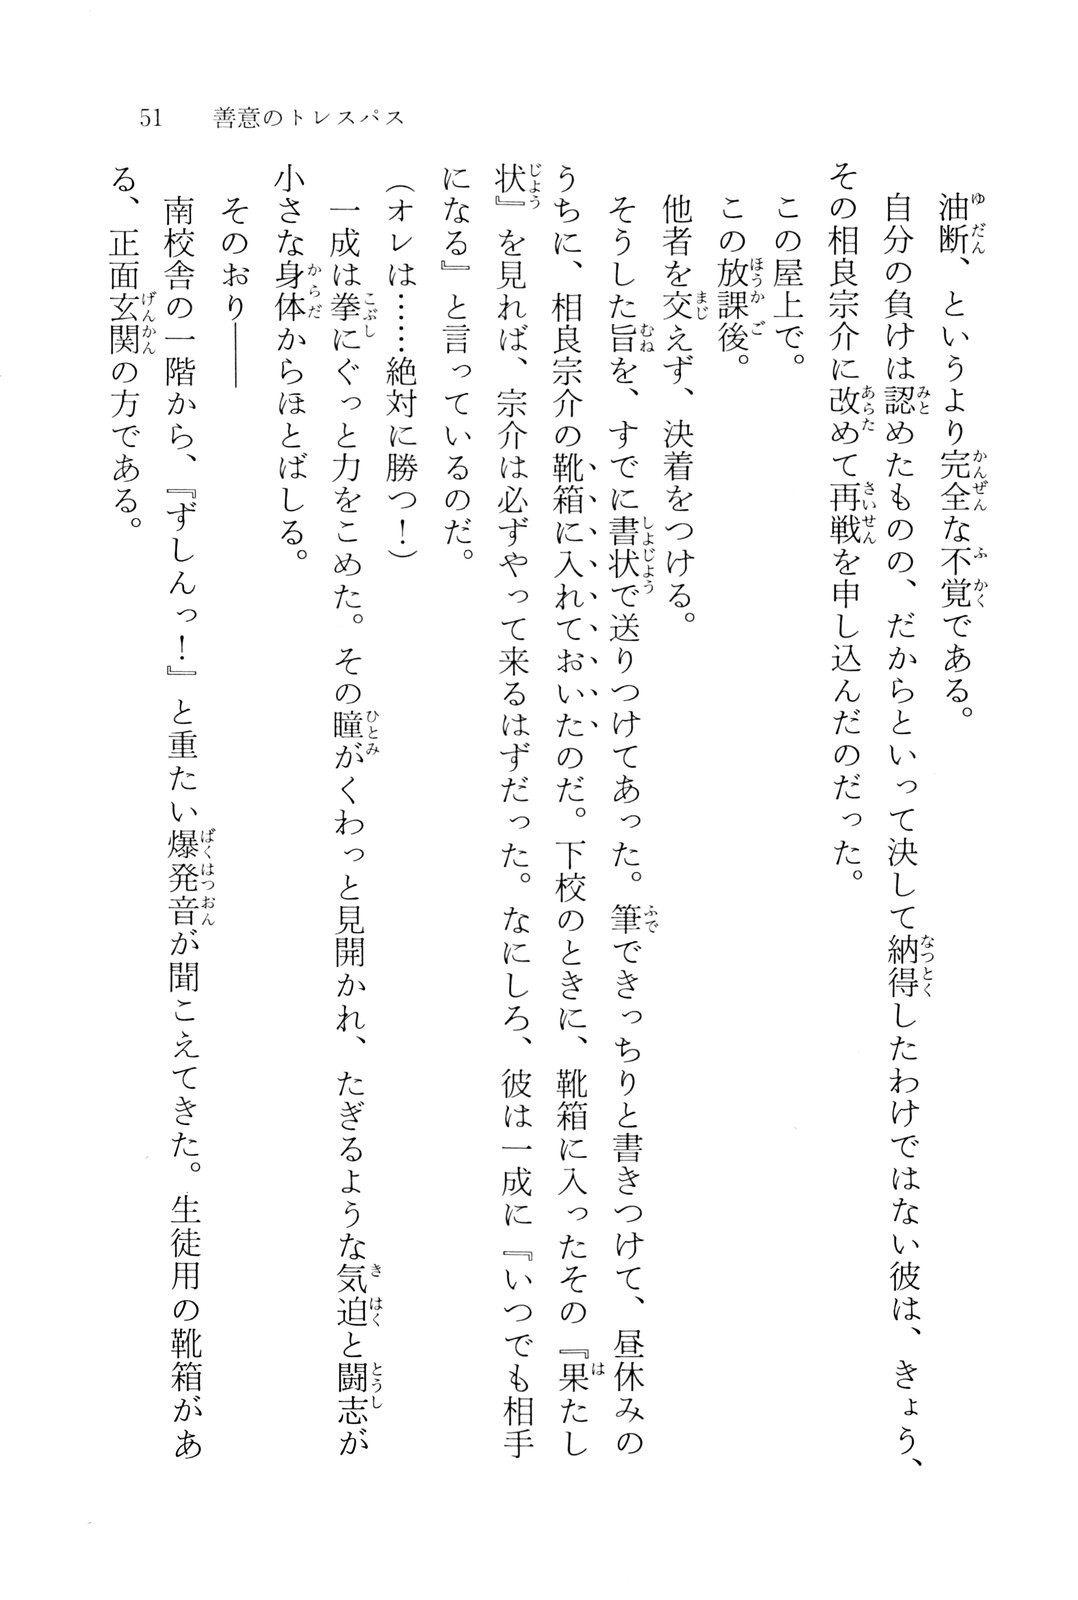 51　善意のトレスパス
油断、というより完全な不覚である。
自分の負けは認めたものの、だからといって決して納得したわけではない彼は、きょう、
その相良宗介に改めて再戦を申し込んだのだった。
この屋上で。
この放課後。
他者を交えず、決着をつける。
そうした旨を、すでに書状で送りつけてあった。筆できっちりと書きつけて、昼休みの
うちに、相良宗介の靴箱に入れておいたのだ。下校のときに、靴箱に入ったその『果たし
状』を見れば、宗介は必ずやって来るはずだった。なにしろ、彼は一成に『いつでも相手
になる』と言っているのだ。
（オレは……絶対に勝つ！）
一成は拳にぐっと力をこめた。その瞳がくわっと見開かれ、たぎるような気迫と闘志が
小さな身体からほとばしる。
そのおり――
南校舎の一階から、『ずしんっ！』と重たい爆発音が聞こえてきた。生徒用の靴箱があ
る、正面玄関の方である。